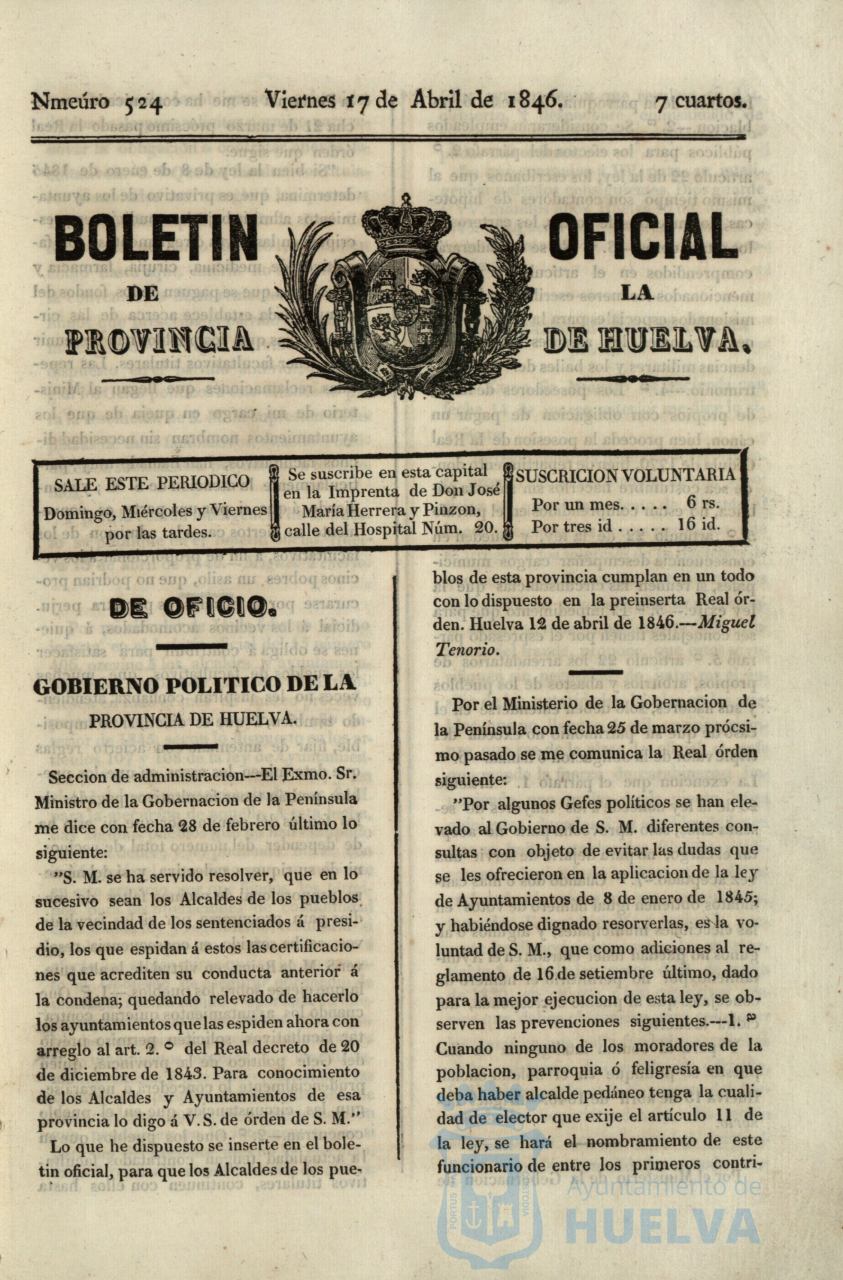 Nmeúro 524 Viernes 17 de Abril de 1846. 7 cuartos.
BOLETIN OFICIAL
DE LA
PROVINCIA DE HUELVA.
SALE ESTE PERIODICO
Domingo, Miércoles y Viernes
por las tardes.
Se suscribe en esta capital
en la Imprenta de Don José
María Herrera y Pinzon,
calle del Hospital Núm. 20.
SUSCRICION VOLUNTARIA
Por un mes. . . . . 6 rs.
Por tres id . . . . . 16 id.
DE OFICIO.
GOBIERNO POLITICO DE LA
PROVINCIA DE HUELVA.
Seccion de administracion---El Exmo. Sr.
Ministro de la Gobernacion de la Península
me dice con fecha 28 de febrero último lo
siguiente:
"S. M. se ha servido resolver, que en lo
sucesivo sean los Alcaldes de los pueblos
de la vecindad de los sentenciados á presi-
dio, los que espidan á estos las certificacio-
nes que acrediten su conducta anterior á
la condena; quedando relevado de hacerlo
los ayuntamientos que las espiden ahora con
arreglo al art. 2.º del Real decreto de 20
de diciembre de 1843. Para conocimiento
de los Alcaldes y Ayuntamientos de esa
provincia lo digo á V. S. de órden de S. M."
Lo que he dispuesto se inserte en el bole-
tin oficial, para que los Alcaldes de los pue-
blos de esta provincia cumplan en un todo
con lo dispuesto en la preinserta Real ór-
den. Huelva 12 de abril de 1846.---Miguel
Tenorio.
Por el Ministerio de la Gobernacion de
la Península con fecha 25 de marzo prócsi-
mo pasado se me comunica la Real órden
siguiente:
"Por algunos Gefes políticos se han ele-
vado al Gobierno de S. M. diferentes con-
sultas con objeto de evitar las dudas que
se les ofrecieron en la aplicacion de la ley
de Ayuntamientos de 8 de enero de 1845;
y habiéndose dignado resorverlas, es la vo-
luntad de S. M., que como adiciones al re-
glamento de 16 de setiembre último, dado
para la mejor ejecucion de esta ley, se ob-
serven las prevenciones siguientes.---1.ª
Cuando ninguno de los moradores de la
poblacion, parroquia ó feligresía en que
deba haber alcalde pedáneo tenga la cuali-
dad de elector que exije el artículo 11 de
la ley, se hará el nombramiento de este
funcionario de entre los primeros contri-
Ayuntamiento de
HUELVA